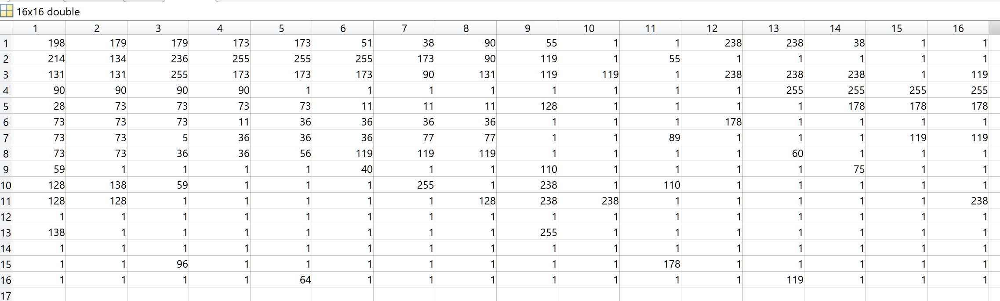 16x16 double
1 2 3 4 5 6 7 8 9 10 11 12 13 14 15 16
1 198 179 179 173 173 51 38 90 55 1 1 238 238 38 1 1
2 214 134 236 255 255 255 173 90 119 1 55 1 1 1 1 1
3 131 131 255 173 173 173 90 131 119 119 1 238 238 238 1 119
4 90 90 90 90 1 1 1 1 1 1 1 1 255 255 255 255
5 28 73 73 73 73 11 11 11 128 1 1 1 1 178 178 178
6 73 73 73 11 36 36 36 36 1 1 1 178 1 1 1 1
7 73 73 5 36 36 36 77 77 1 1 89 1 1 1 119 119
8 73 73 36 36 56 119 119 119 1 1 1 1 60 1 1 1
9 59 1 1 1 1 40 1 1 110 1 1 1 1 75 1 1
10 128 138 59 1 1 1 255 1 238 1 110 1 1 1 1 1
11 128 128 1 1 1 1 1 128 238 238 1 1 1 1 1 238
12 1 1 1 1 1 1 1 1 1 1 1 1 1 1 1 1
13 138 1 1 1 1 1 1 1 255 1 1 1 1 1 1 1
14 1 1 1 1 1 1 1 1 1 1 1 1 1 1 1 1
15 1 1 96 1 1 1 1 1 1 1 178 1 1 1 1 1
16 1 1 1 1 64 1 1 1 1 1 1 1 119 1 1 1
17